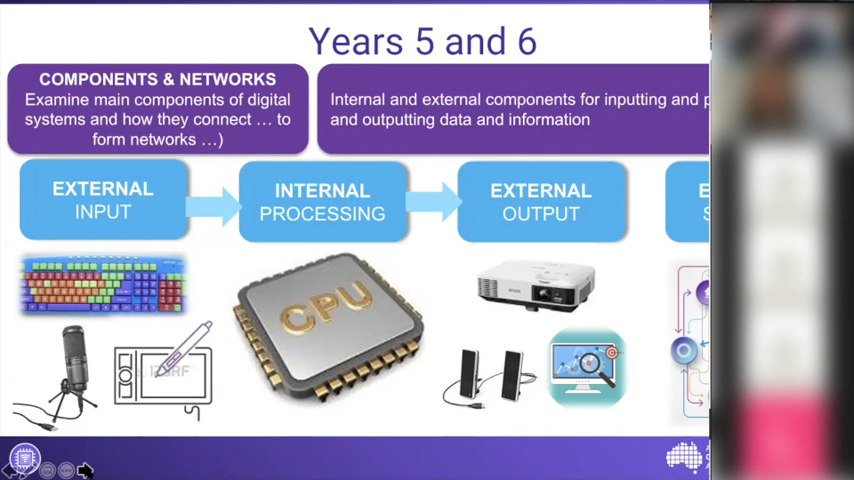 Years 5 and 6
COMPONENTS & NETWORKS
Examine main components of digital
systems and how they connect … to
form networks …)
Internal and external components for inputting and p
and outputting data and information
EXTERNAL
INPUT
INTERNAL
PROCESSING
EXTERNAL
OUTPUT
E
S
CPU
EPSON